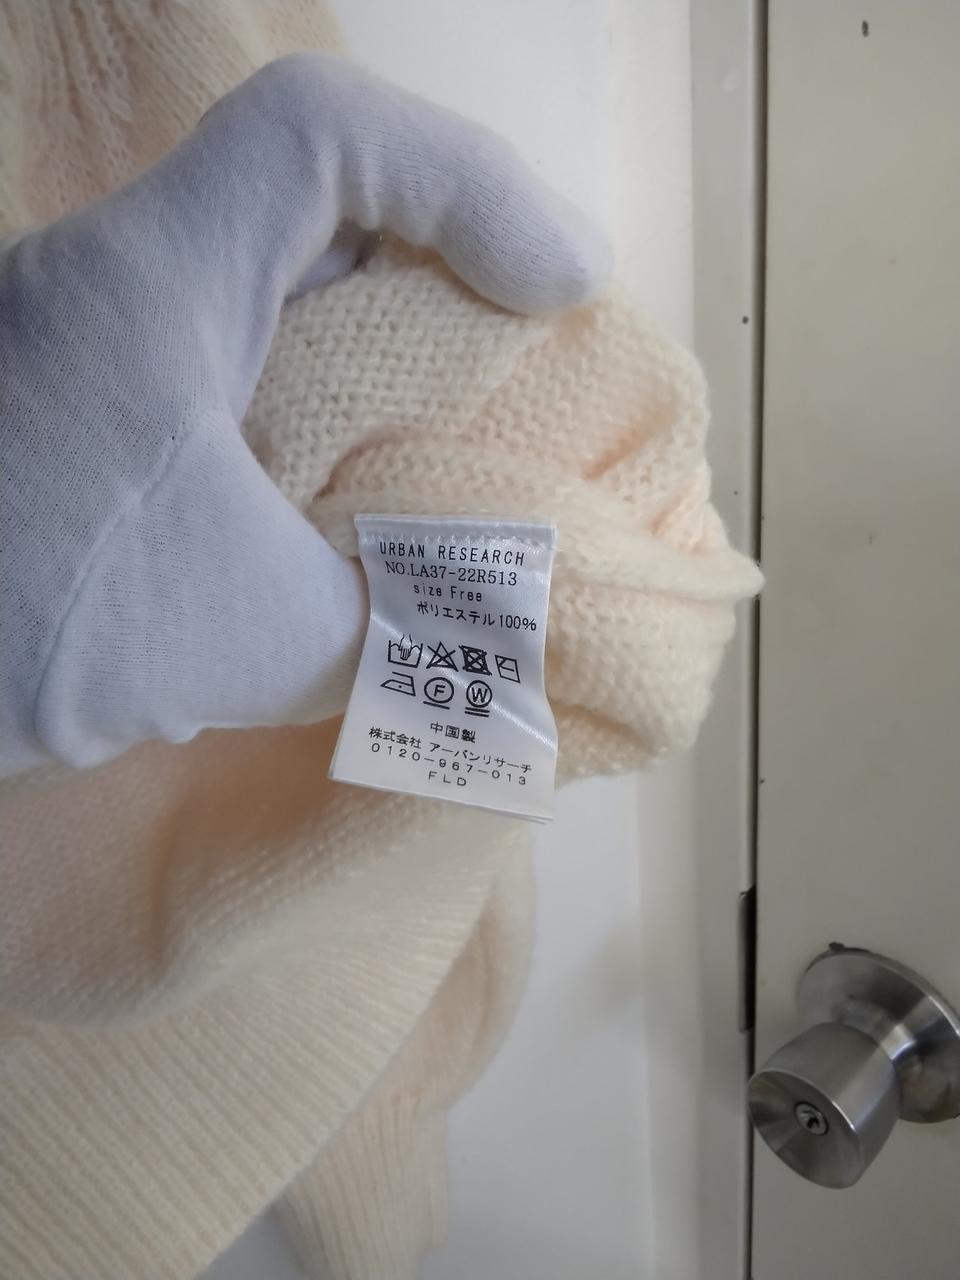 URBAN RESEARCH
NO.LA37-22R513
size Free
ポリエステル100%
F W
中国製
株式会社 アーバンリサーチ
0120-967-013
FLD